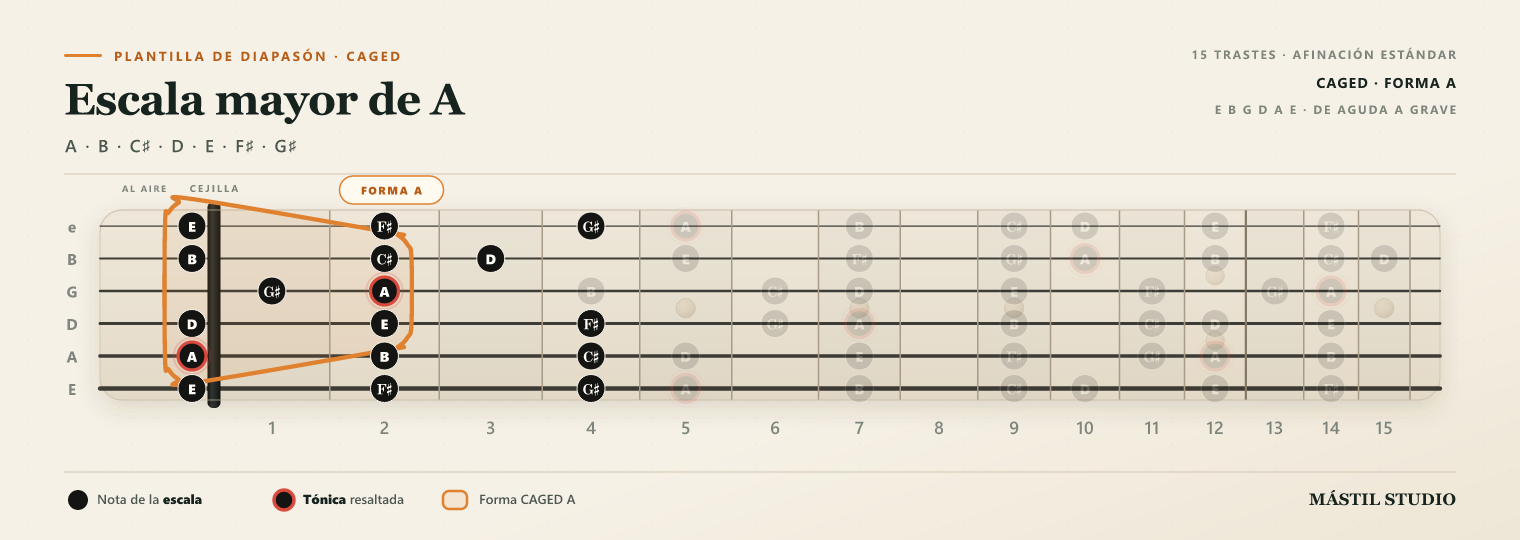 PLANTILLA DE DIAPASÓN · CAGED
15 TRASTES · AFINACIÓN ESTÁNDAR
Escala mayor de A
CAGED · FORMA A
E B G D A E · DE AGUDA A GRAVE
A · B · C♯ · D · E · F♯ · G♯
AL AIRE CEJILLA FORMA A
e E F♯ G♯ A B C♯ D E F♯
B B C♯ D E F♯ G♯ A B C♯ D
G G♯ A B C♯ D E F♯ G♯ A
D D E F♯ G♯ A B C♯ D E
A A B C♯ D E F♯ G♯ A B
E E F♯ G♯ A B C♯ D E F♯
1 2 3 4 5 6 7 8 9 10 11 12 13 14 15
Nota de la escala Tónica resaltada Forma CAGED A MÁSTIL STUDIO